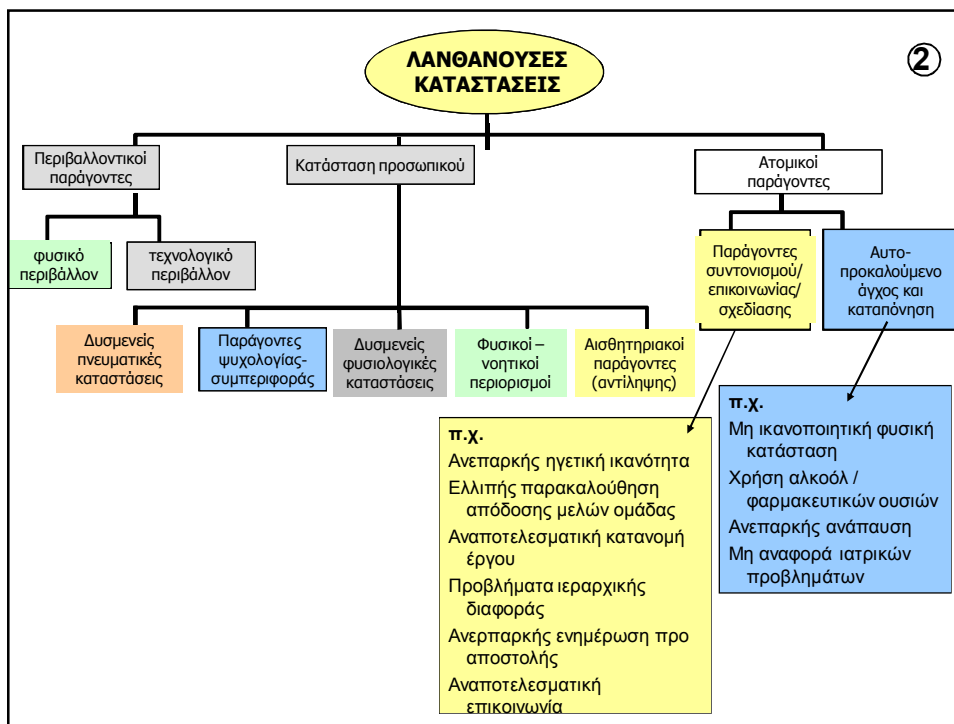 ΛΑΝΘΑΝΟΥΣΕΣ
ΚΑΤΑΣΤΑΣΕΙΣ
2
Περιβαλλοντικοί
παράγοντες
Κατάσταση προσωπικού
Ατομικοί
παράγοντες
φυσικό
περιβάλλον
τεχνολογικό
περιβάλλον
Παράγοντες
συντονισμού/
επικοινωνίας/
σχεδίασης
Αυτο-
προκαλούμενο
άγχος και
καταπόνηση
Δυσμενείς
πνευματικές
καταστάσεις
Παράγοντες
ψυχολογίας-
συμπεριφοράς
Δυσμενείς
φυσιολογικές
καταστάσεις
Φυσικοί –
νοητικοί
περιορισμοί
Αισθητηριακοί
παράγοντες
(αντίληψης)
π.χ.
Ανεπαρκής ηγετική ικανότητα
Ελλιπής παρακαλούθηση
απόδοσης μελών ομάδας
Αναποτελεσματική κατανομή
έργου
Προβλήματα ιεραρχικής
διαφοράς
Ανερπαρκής ενημέρωση προ
αποστολής
Αναποτελεσματική
επικοινωνία
π.χ.
Μη ικανοποιητική φυσική
κατάσταση
Χρήση αλκοόλ /
φαρμακευτικών ουσιών
Ανεπαρκής ανάπαυση
Μη αναφορά ιατρικών
προβλημάτων